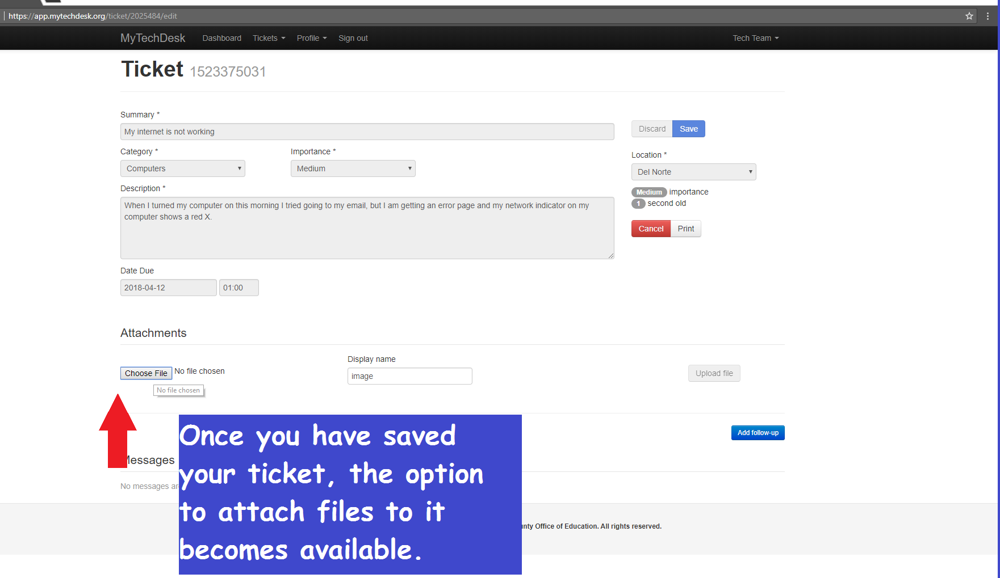 https://app.mytechdesk.org/ticket/2025484/edit
MyTechDesk Dashboard Tickets Profile Sign out Tech Team
Ticket 1523375031
Summary *
My internet is not working
Discard Save
Category * Importance *
Computers Medium
Location *
Del Norte
Description *
When I turned my computer on this morning I tried going to my email, but I am getting an error page and my network indicator on my
computer shows a red X.
Medium importance
1 second old
Cancel Print
Date Due
2018-04-12 01:00
Attachments
Display name
Choose File No file chosen
image
Upload file
No file chosen
Add follow-up
Messages
No messages
Once you have saved
your ticket, the option
to attach files to it
becomes available.
Office of Education. All rights reserved.